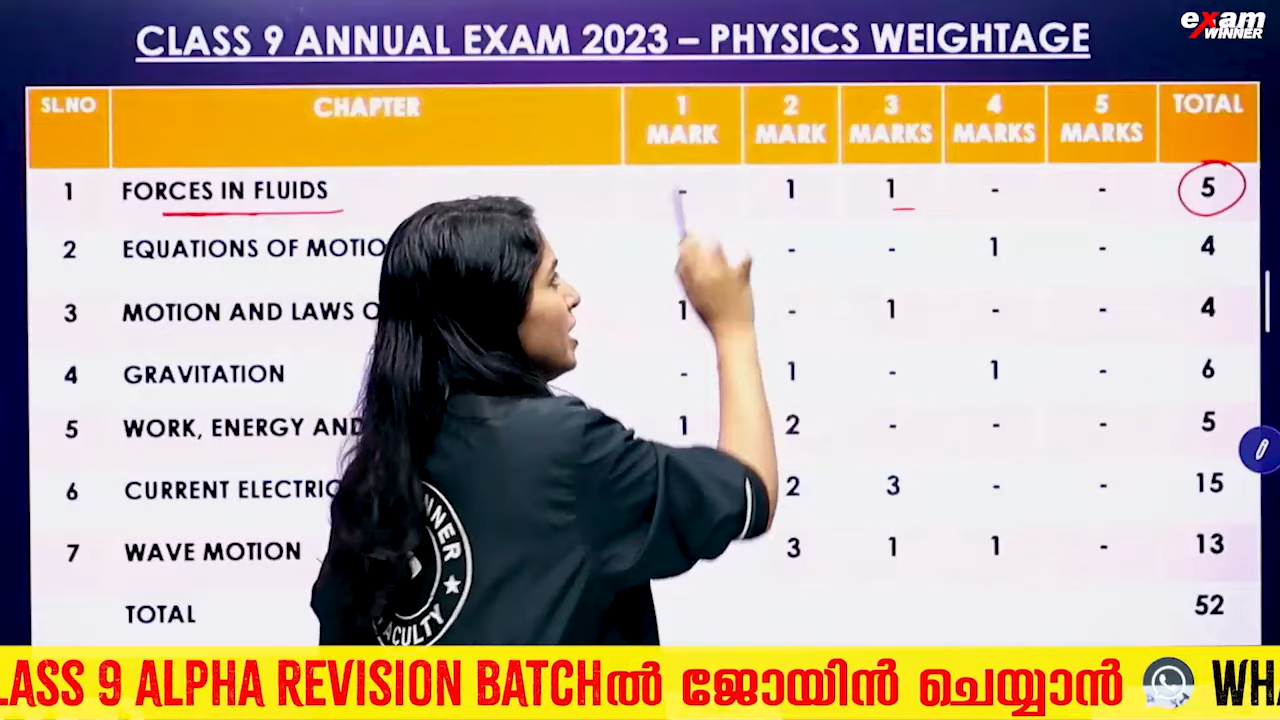 exam
WINNER
CLASS 9 ANNUAL EXAM 2023 – PHYSICS WEIGHTAGE
SL.NO CHAPTER 1 MARK 2 MARK 3 MARKS 4 MARKS 5 MARKS TOTAL
1 FORCES IN FLUIDS - 1 1 - - 5
2 EQUATIONS OF MOTIO - - 1 - 4
3 MOTION AND LAWS O 1 - 1 - - 4
4 GRAVITATION - 1 - 1 - 6
5 WORK, ENERGY AND 1 2 - - - 5
6 CURRENT ELECTRIC 2 3 - - 15
7 WAVE MOTION 3 1 1 - 13
TOTAL 52
NNER
ACULTY
LASS 9 ALPHA REVISION BATCHൽ ജോയിൻ ചെയ്യാൻ WHA